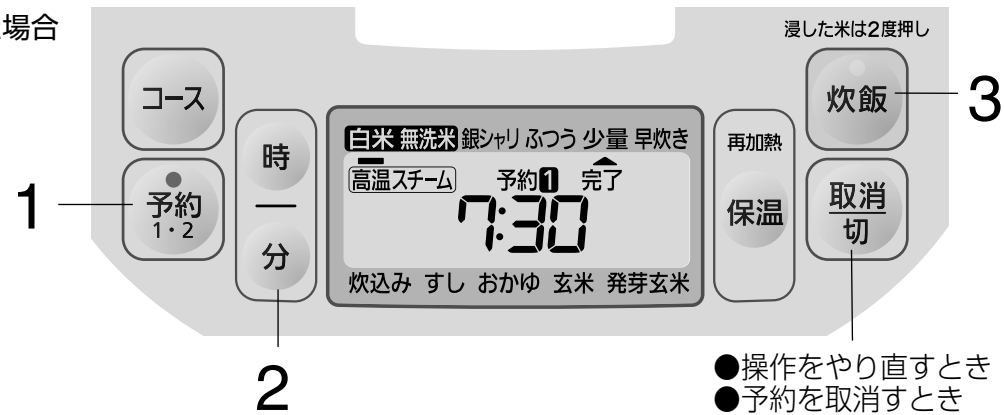 場合
浸した米は2度押し
コース
炊飯
3
時
白米 無洗米 銀シャリ ふつう 少量 早炊き
再加熱
1
予約
1・2
高温スチーム 予約1 完了
7:30
保温
取消
切
分
炊込み すし おかゆ 玄米 発芽玄米
2
●操作をやり直すとき
●予約を取消すとき